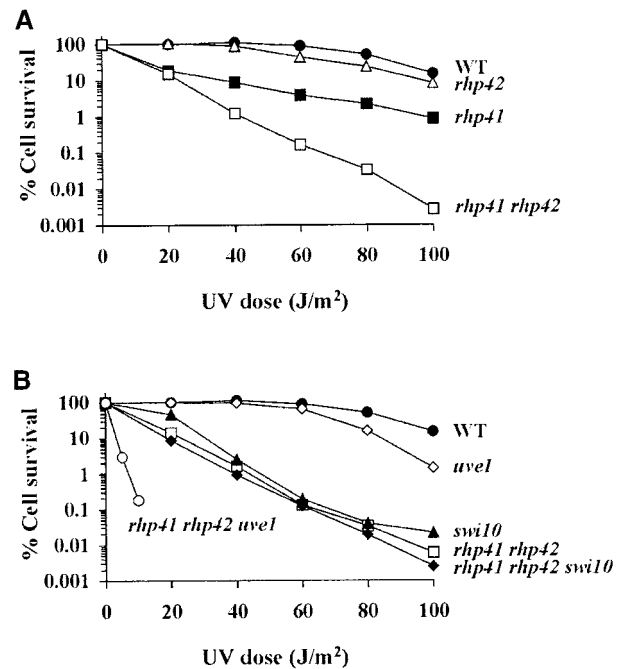 A
% Cell survival
100
10
1
0.1
0.01
0.001
WT
rhp42
rhp41
rhp41 rhp42
0 20 40 60 80 100
UV dose (J/m²)
B
% Cell survival
100
10
1
0.1
0.01
0.001
WT
uve1
rhp41 rhp42 uve1
swi10
rhp41 rhp42
rhp41 rhp42 swi10
0 20 40 60 80 100
UV dose (J/m²)